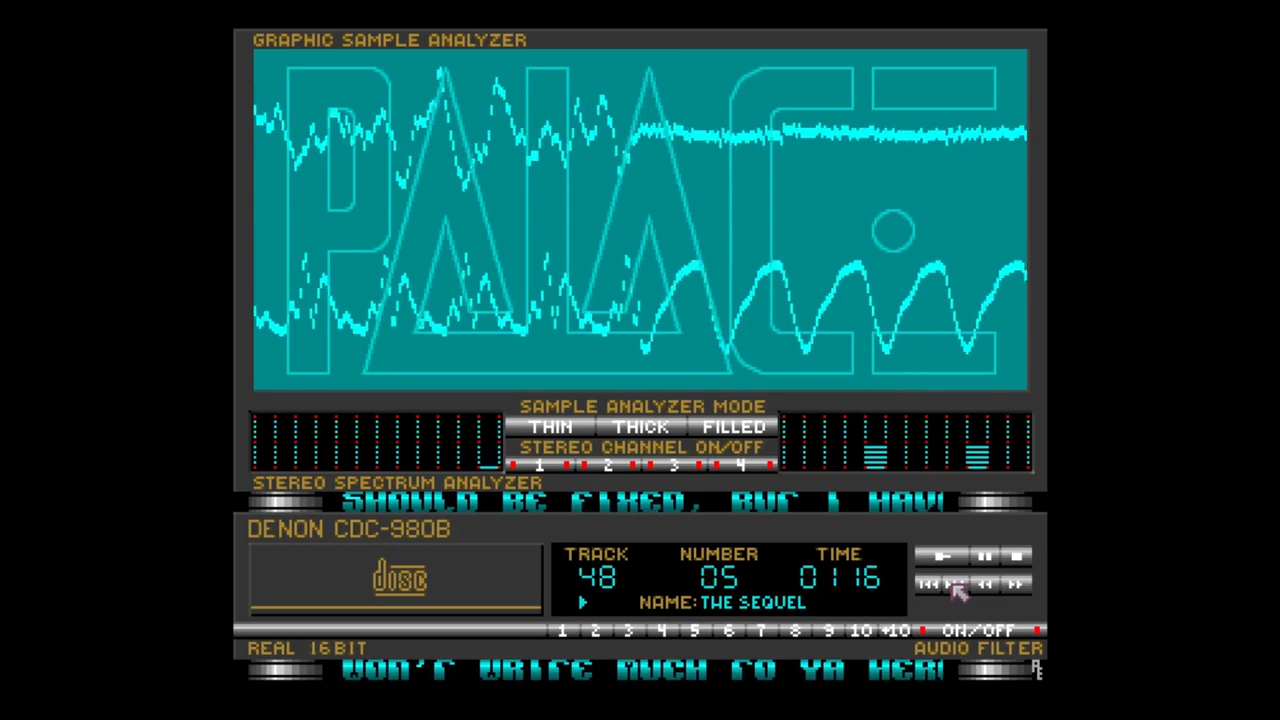 GRAPHIC SAMPLE ANALYZER
PALACE
SAMPLE ANALYZER MODE
THIN THICK FILLED
STEREO CHANNEL ON/OFF
1 2 3 4
STEREO SPECTRUM ANALYZER
SHOULD BE FIXED, BUT I HAV
DENON CDC-980B
disc
TRACK NUMBER TIME
48 05 01:16
NAME:THE SEQUEL
1 2 3 4 5 6 7 8 9 10 +10 ON/OFF
REAL 16BIT
AUDIO FILTER
WON'T WRITE MUCH TO YA HER